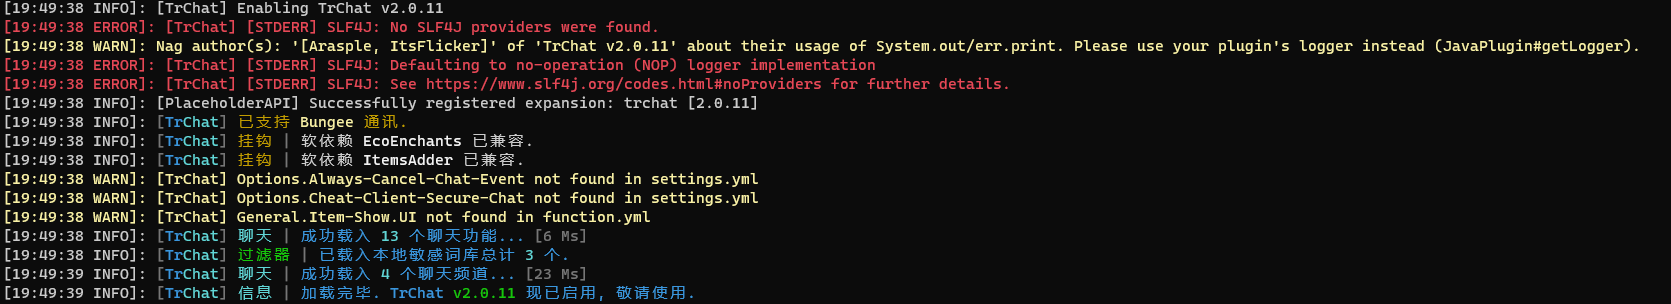 [19:49:38 INFO]: [TrChat] Enabling TrChat v2.0.11
[19:49:38 ERROR]: [TrChat] [STDERR] SLF4J: No SLF4J providers were found.
[19:49:38 WARN]: Nag author(s): '[Arasple, ItsFlicker]' of 'TrChat v2.0.11' about their usage of System.out/err.print. Please use your plugin's logger instead (JavaPlugin#getLogger).
[19:49:38 ERROR]: [TrChat] [STDERR] SLF4J: Defaulting to no-operation (NOP) logger implementation
[19:49:38 ERROR]: [TrChat] [STDERR] SLF4J: See https://www.slf4j.org/codes.html#noProviders for further details.
[19:49:38 INFO]: [PlaceholderAPI] Successfully registered expansion: trchat [2.0.11]
[19:49:38 INFO]: [TrChat] 已支持 Bungee 通讯.
[19:49:38 INFO]: [TrChat] 挂钩 | 软依赖 EcoEnchants 已兼容.
[19:49:38 INFO]: [TrChat] 挂钩 | 软依赖 ItemsAdder 已兼容.
[19:49:38 WARN]: [TrChat] Options.Always-Cancel-Chat-Event not found in settings.yml
[19:49:38 WARN]: [TrChat] Options.Cheat-Client-Secure-Chat not found in settings.yml
[19:49:38 WARN]: [TrChat] General.Item-Show.UI not found in function.yml
[19:49:38 INFO]: [TrChat] 聊天 | 成功载入 13 个聊天功能... [6 Ms]
[19:49:38 INFO]: [TrChat] 过滤器 | 已载入本地敏感词库总计 3 个.
[19:49:39 INFO]: [TrChat] 聊天 | 成功载入 4 个聊天频道... [23 Ms]
[19:49:39 INFO]: [TrChat] 信息 | 加载完毕. TrChat v2.0.11 现已启用, 敬请使用.